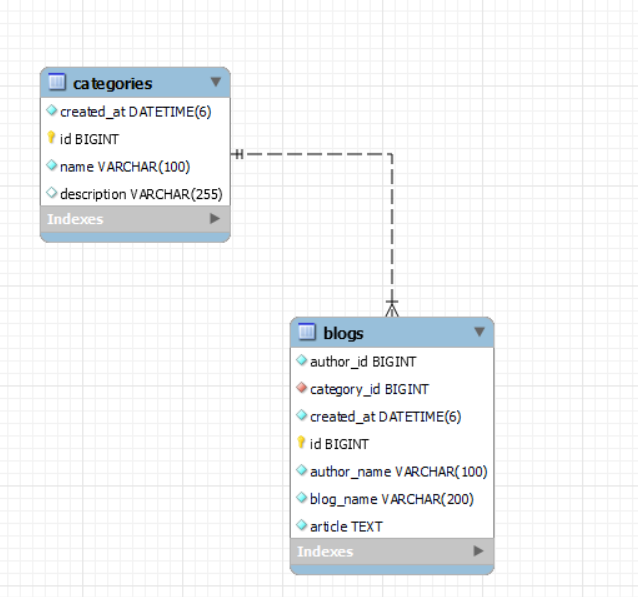 categories
created_at DATETIME(6)
id BIGINT
name VARCHAR(100)
description VARCHAR(255)
Indexes
blogs
author_id BIGINT
category_id BIGINT
created_at DATETIME(6)
id BIGINT
author_name VARCHAR(100)
blog_name VARCHAR(200)
article TEXT
Indexes